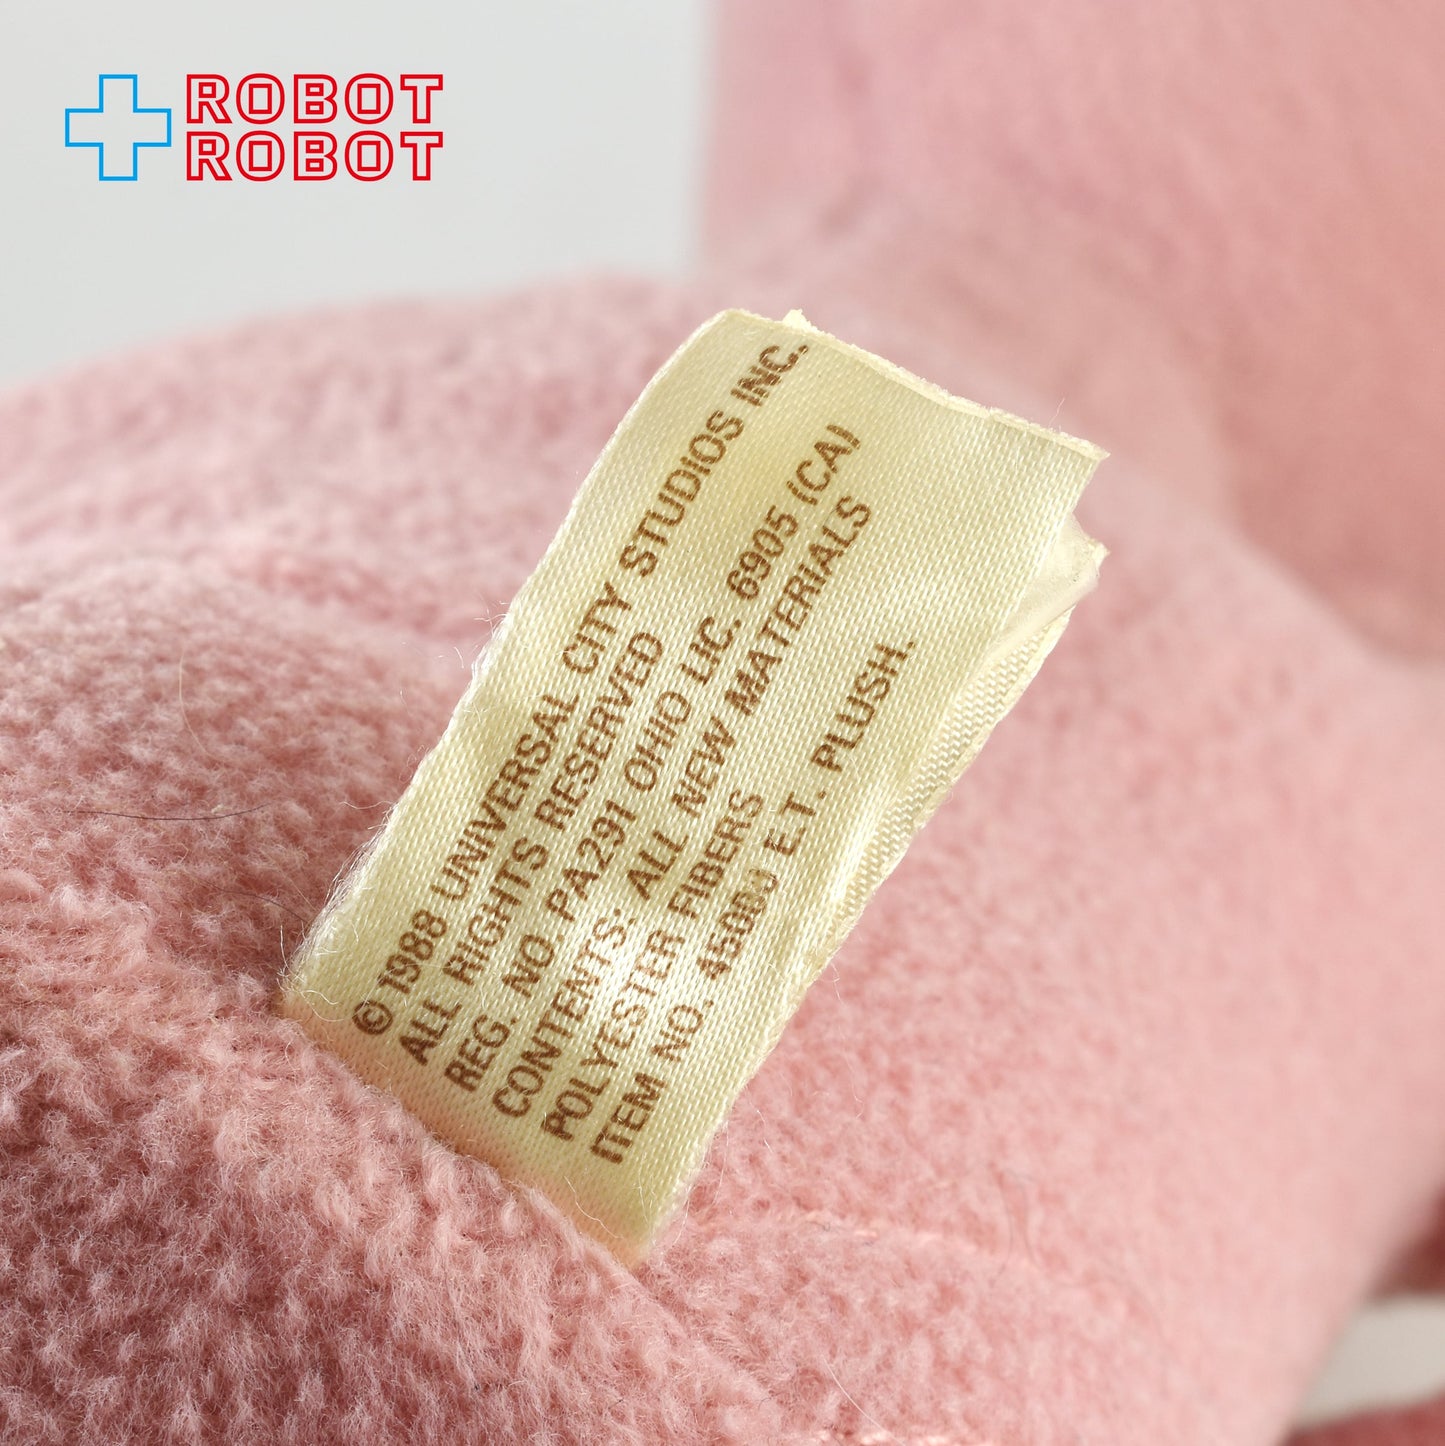 ROBOT
ROBOT
© 1988 UNIVERSAL CITY STUDIOS INC.
ALL RIGHTS RESERVED
REG. NO. PA291 OHIO LIC. 6905 (CA)
CONTENTS: ALL NEW MATERIALS
POLYESTER FIBERS
ITEM NO. E.T. PLUSH.